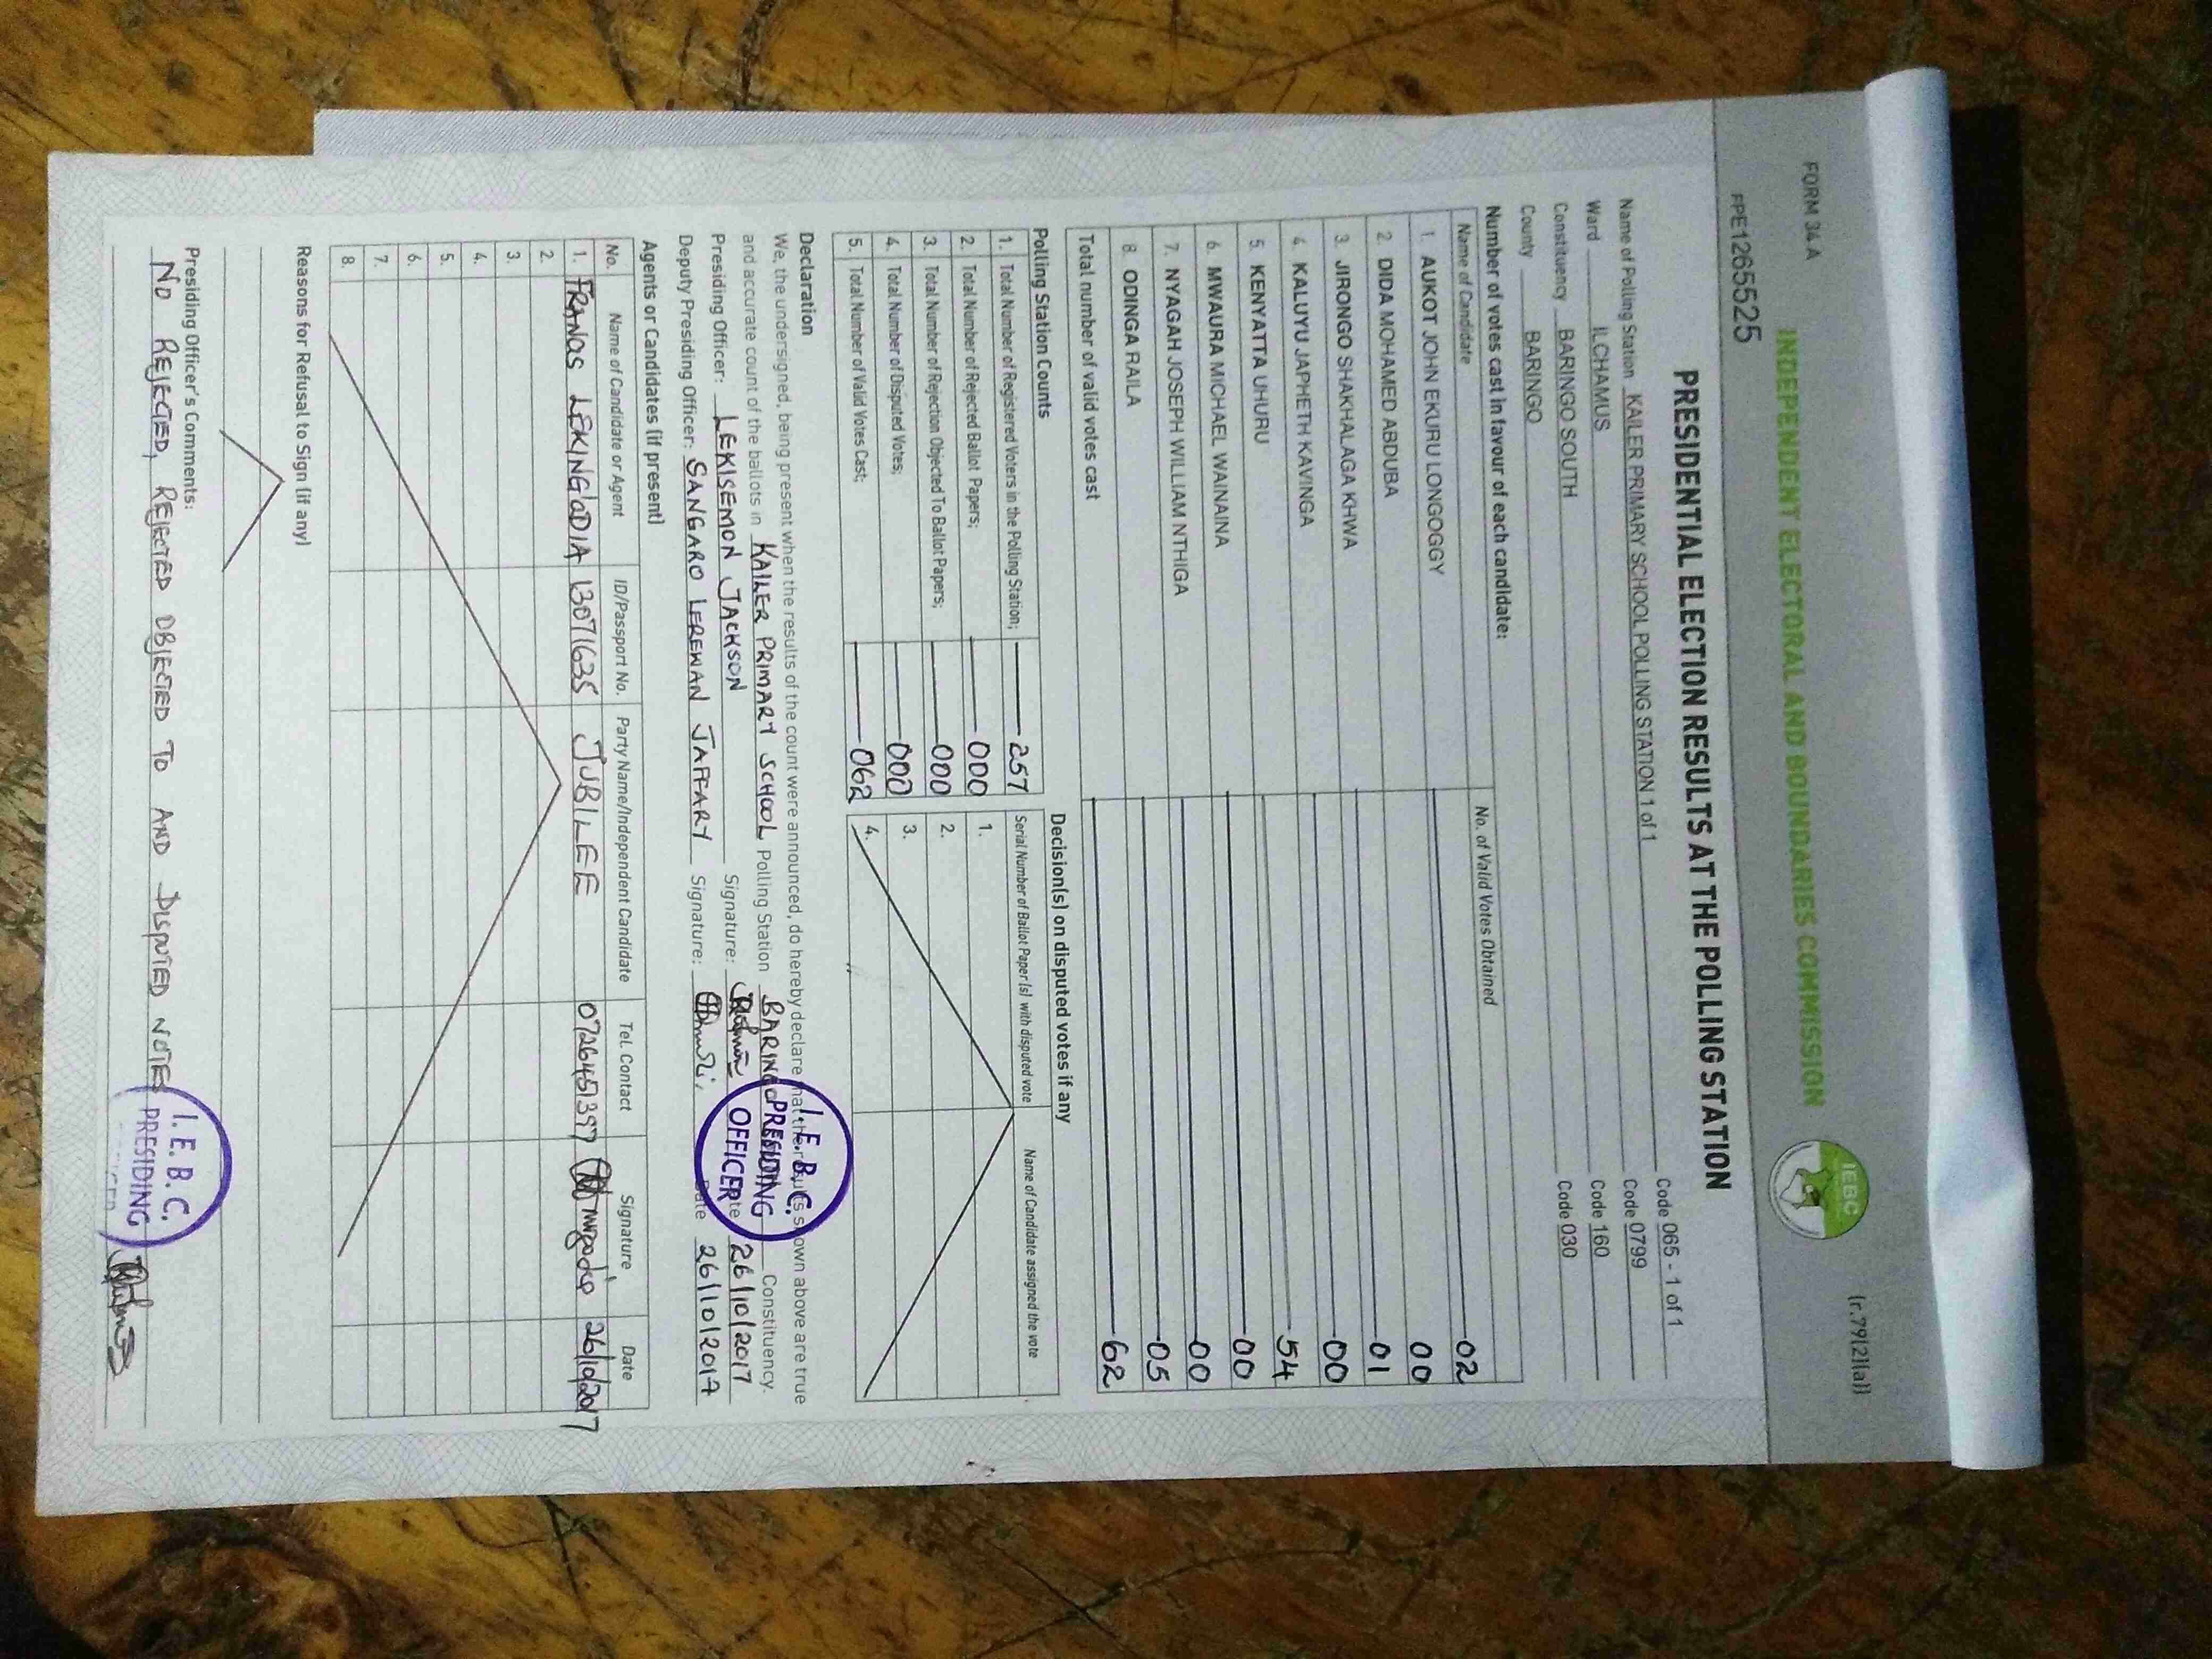 FORM 34 A
(r.79(2)(a))
INDEPENDENT ELECTORAL AND BOUNDARIES COMMISSION
IEBC
FPE1265525
PRESIDENTIAL ELECTION RESULTS AT THE POLLING STATION
Name of Polling Station KAILER PRIMARY SCHOOL POLLING STATION 1 of 1 Code 065 - 1 of 1
Ward ILCHAMUS Code 0799
Constituency BARINGO SOUTH Code 160
County BARINGO Code 030
Number of votes cast in favour of each candidate:
Name of Candidate No. of Valid Votes Obtained
1. AUKOT JOHN EKURU LONGOGGY 02
2. DIDA MOHAMED ABDUBA 00
3. JIRONGO SHAKHALAGA KHWA 01
4. KALUYU JAPHETH KAVINGA 00
5. KENYATTA UHURU 54
6. MWAURA MICHAEL WAINAINA 00
7. NYAGAH JOSEPH WILLIAM NTHIGA 00
8. ODINGA RAILA 05
Total number of valid votes cast 62
Polling Station Counts
1. Total Number of Registered Voters in the Polling Station; 257
2. Total Number of Rejected Ballot Papers; 000
3. Total Number of Rejection Objected To Ballot Papers; 000
4. Total Number of Disputed Votes; 000
5. Total Number of Valid Votes Cast; 062
Decision(s) on disputed votes if any
Serial Number of Ballot Paper (s) with disputed vote Name of Candidate assigned the vote
1.
2.
3.
4.
Declaration
We, the undersigned, being present when the results of the count were announced, do hereby declare that the results shown above are true
and accurate count of the ballots in KAILER PRIMARY SCHOOL Polling Station BARINGO Constituency.
Presiding Officer: LEKISEMON JACKSON Signature: Date 26/10/2017
Deputy Presiding Officer: SANGARO LEREWAN JAFFARY Signature: Date 26/10/2017
I.E.B.C.
PRESIDING
OFFICER
Agents or Candidates (if present)
No. Name of Candidate or Agent ID/Passport No. Party Name/Independent Candidate Tel. Contact Signature Date
1. FRANCIS LEKING'ODIA 13071635 JUBILEE 0726451397 26/10/2017
2.
3.
4.
5.
6.
7.
8.
Reasons for Refusal to Sign (if any)
Presiding Officer's Comments:
NO REJECTED, REJECTED OBJECTED TO AND DISPUTED VOTES
I.E.B.C.
PRESIDING